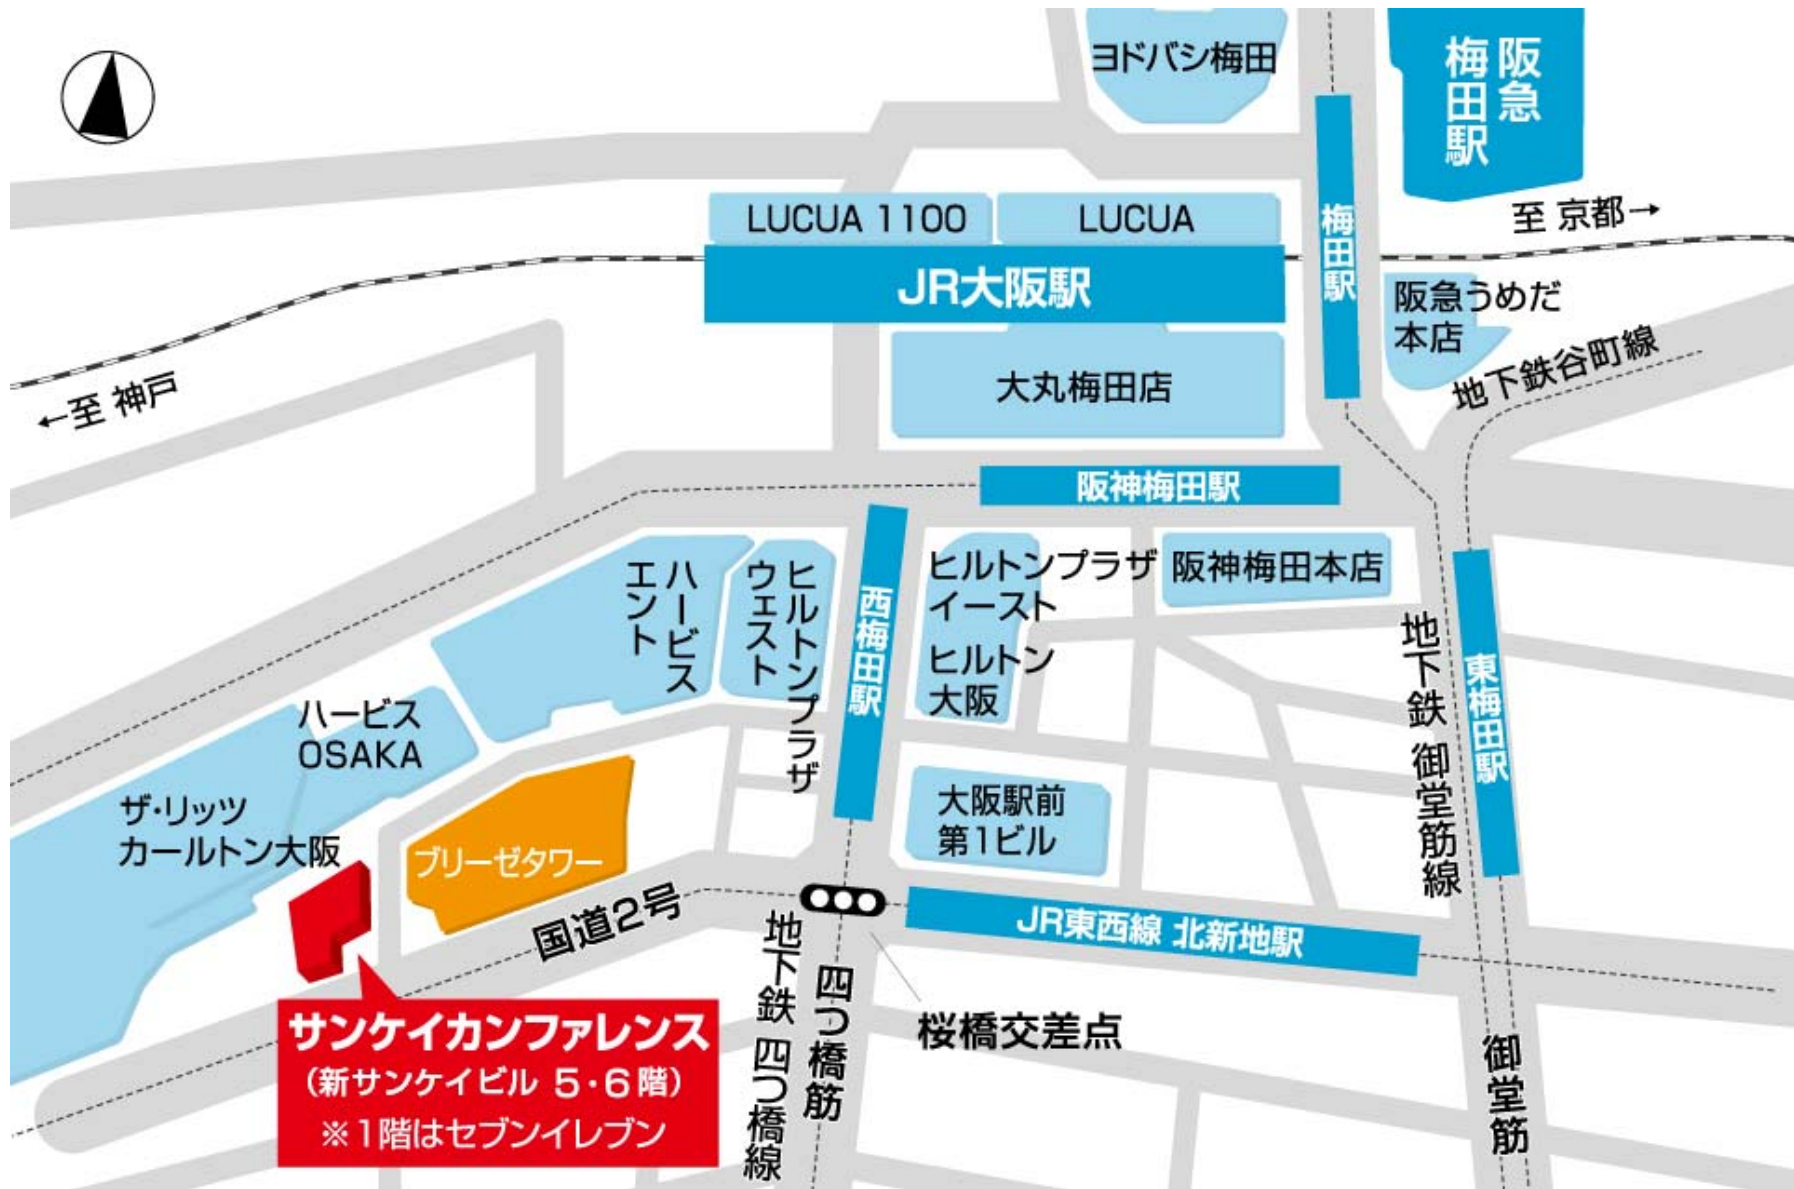 ヨドバシ梅田
阪急
梅田駅
梅田駅
至 京都→
LUCUA 1100
LUCUA
JR大阪駅
阪急うめだ
本店
大丸梅田店
地下鉄谷町線
←至 神戸
阪神梅田駅
ハービス
エント
ヒルトンプラザ
ウェスト
西梅田駅
ヒルトンプラザ
イースト
ヒルトン
大阪
阪神梅田本店
地下鉄 御堂筋線
東梅田駅
ハービス
OSAKA
ザ・リッツ
カールトン大阪
ブリーゼタワー
大阪駅前
第1ビル
国道2号
JR東西線 北新地駅
地下鉄 四つ橋線
四つ橋筋
桜橋交差点
御堂筋
サンケイカンファレンス
(新サンケイビル 5・6階)
※1階はセブンイレブン